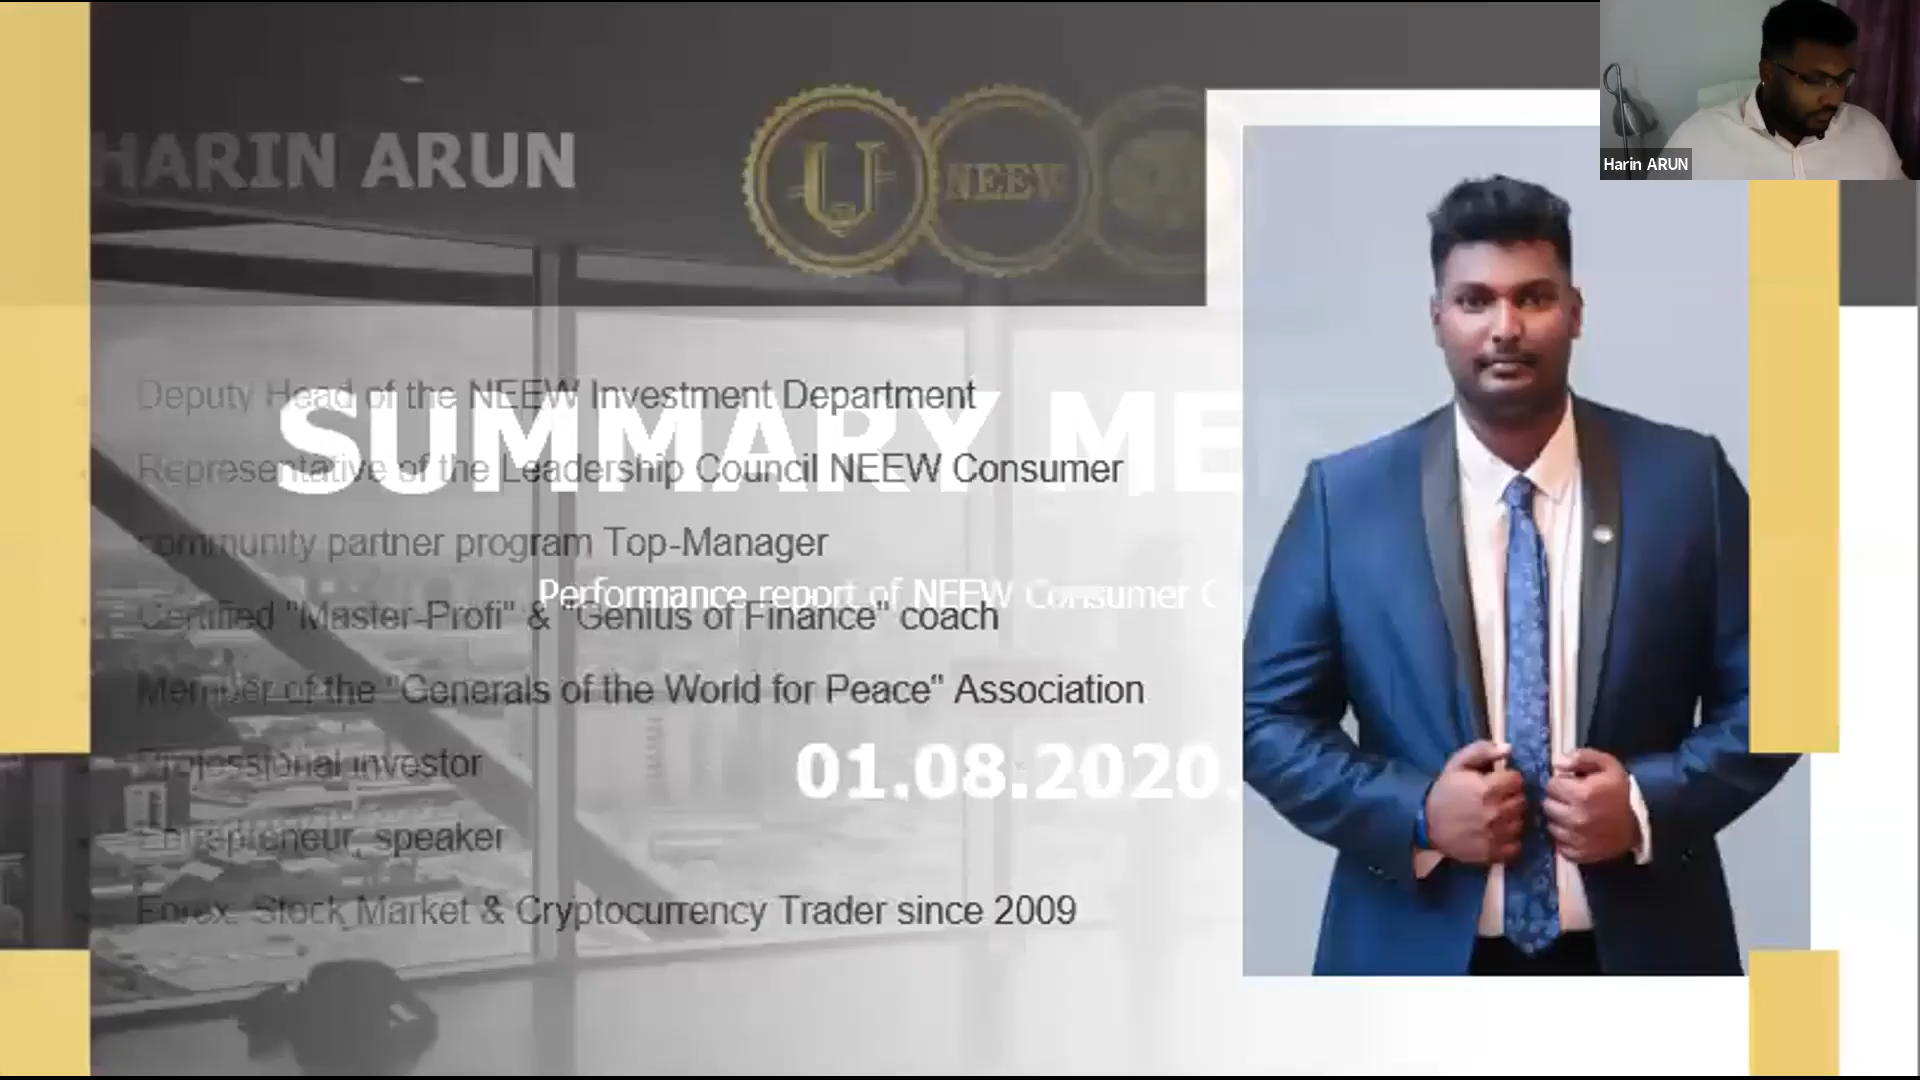 HARIN ARUN
U
NEEW
Harin ARUN
Deputy Head of the NEEW Investment Department
SUMMARY MEE
Representative of the Leadership Council NEEW Consumer
community partner program Top-Manager
Performance report of NEEW Consumer C
Certified "Master-Profi" & "Genius of Finance" coach
Member of the "Generals of the World for Peace" Association
01.08.2020.
Professional investor
Entrepreneur, speaker
Forex, Stock Market & Cryptocurrency Trader since 2009